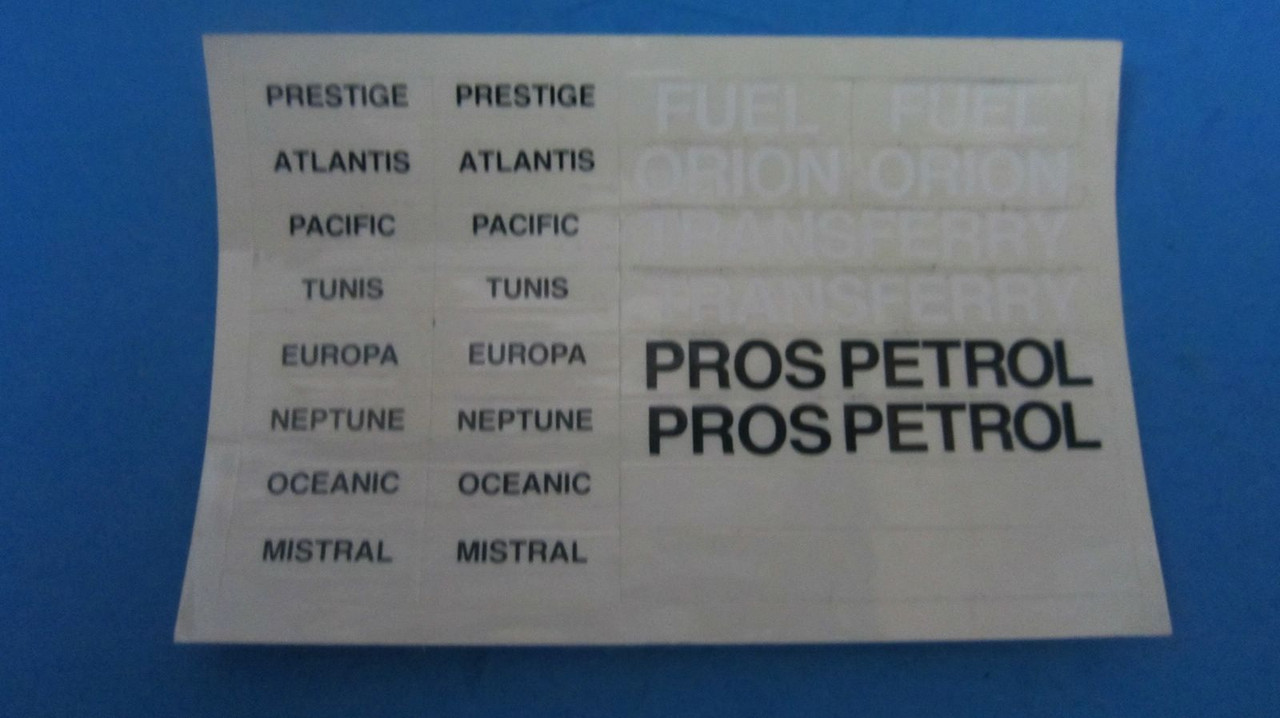 PRESTIGE PRESTIGE FUEL FUEL
ATLANTIS ATLANTIS ORION ORION
PACIFIC PACIFIC TRANSFERRY
TUNIS TUNIS TRANSFERRY
EUROPA EUROPA PROS PETROL
NEPTUNE NEPTUNE PROS PETROL
OCEANIC OCEANIC
MISTRAL MISTRAL